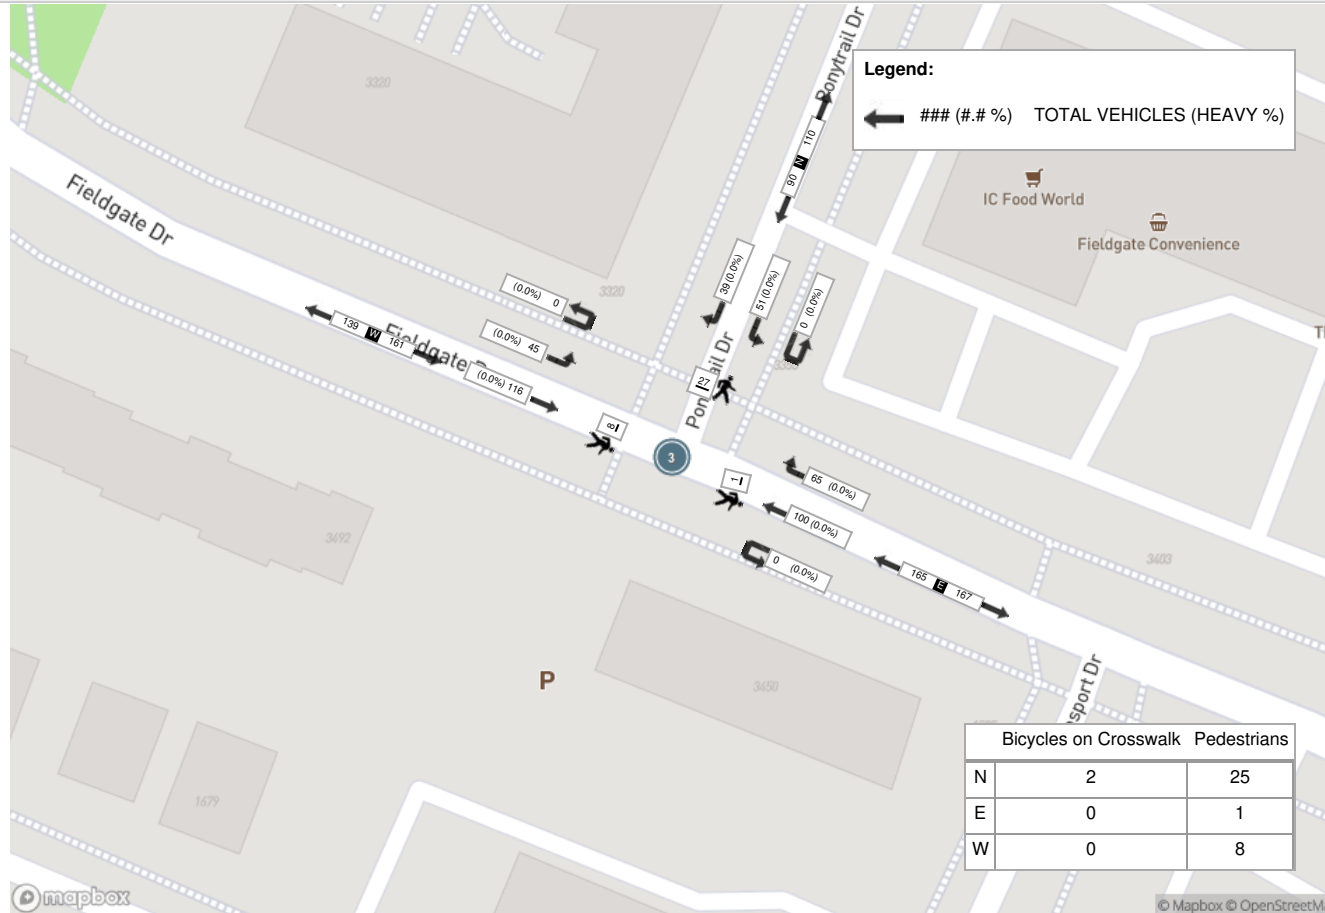 Ponytrail Dr
Legend:
### (#.# %) TOTAL VEHICLES (HEAVY %)
3320
110
N
90
IC Food World
Fieldgate Convenience
Fieldgate Dr
39 (0.0%)
51 (0.0%)
0 (0.0%)
(0.0%) 0
3320
139 W 161
Fieldgate
(0.0%) 45
(0.0%) 116
27
8
3
1
65 (0.0%)
100 (0.0%)
0 (0.0%)
165 E 167
3492
3403
3450
P
1679
sport Dr
Bicycles on Crosswalk Pedestrians
N 2 25
E 0 1
W 0 8
mapbox
© Mapbox © OpenStreetM